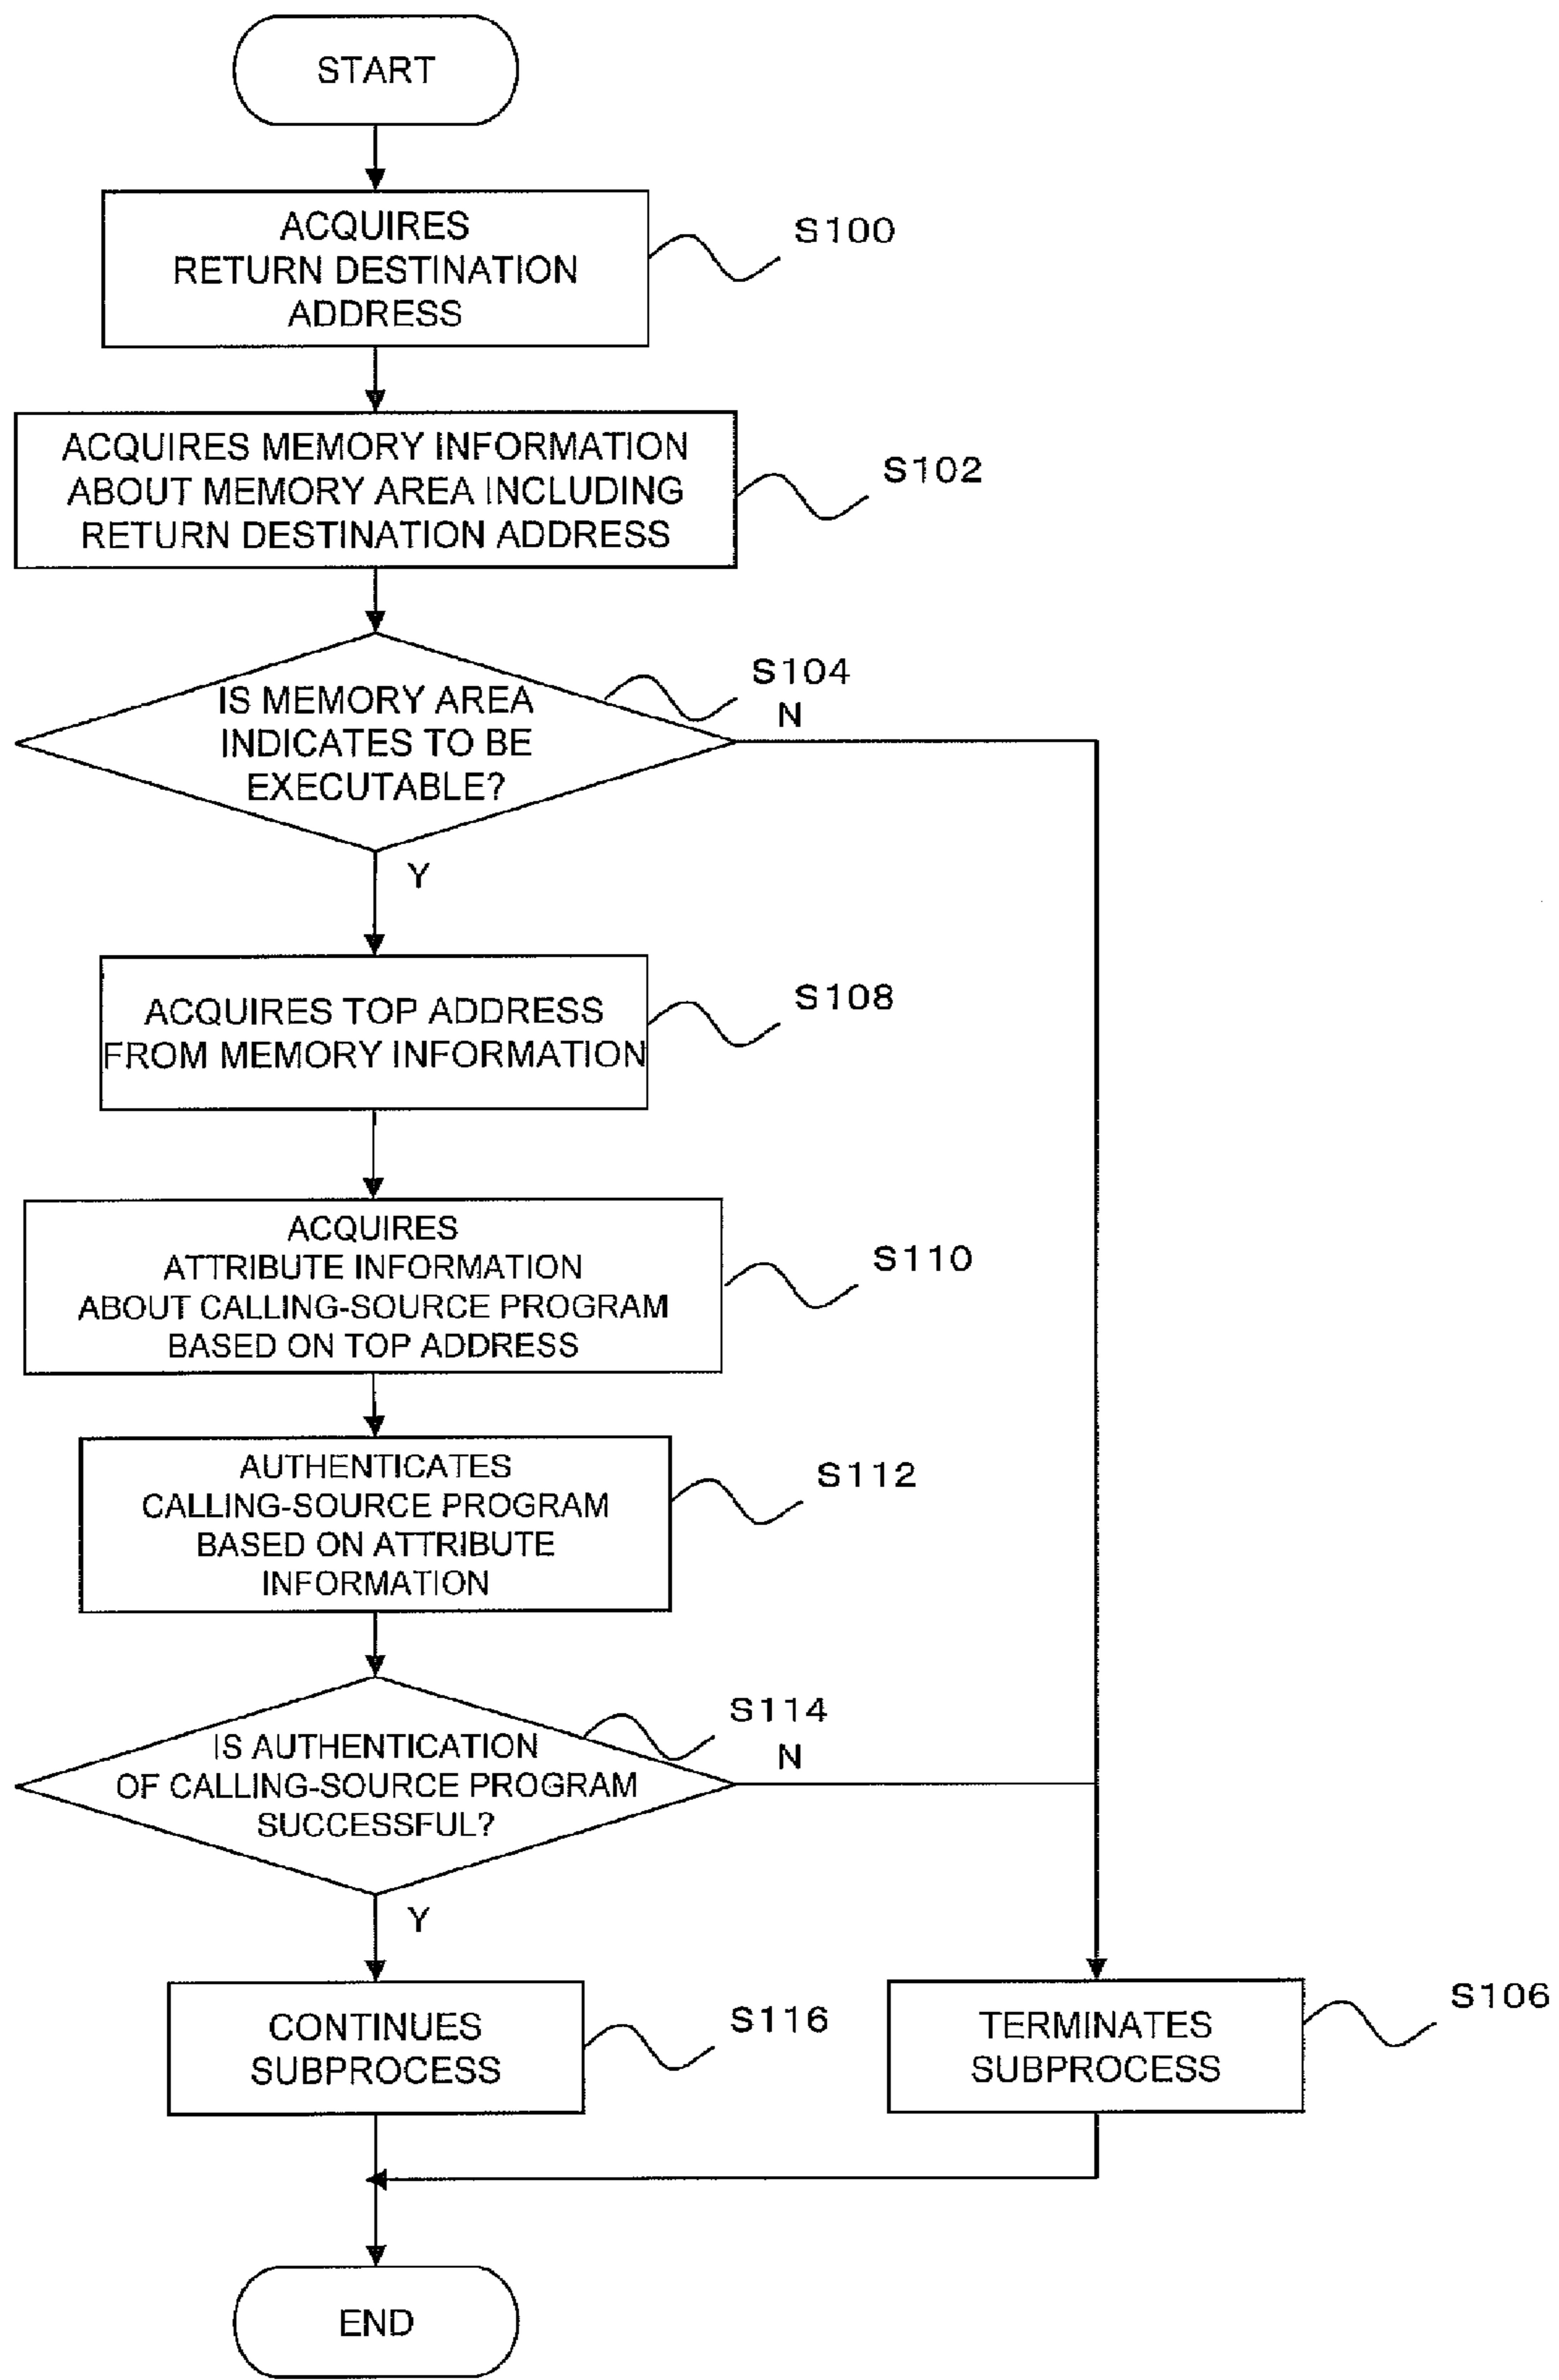 START
ACQUIRES
RETURN DESTINATION
ADDRESS
S100
ACQUIRES MEMORY INFORMATION
ABOUT MEMORY AREA INCLUDING
RETURN DESTINATION ADDRESS
S102
IS MEMORY AREA
INDICATES TO BE
EXECUTABLE?
S104
N
Y
ACQUIRES TOP ADDRESS
FROM MEMORY INFORMATION
S108
ACQUIRES
ATTRIBUTE INFORMATION
ABOUT CALLING-SOURCE PROGRAM
BASED ON TOP ADDRESS
S110
AUTHENTICATES
CALLING-SOURCE PROGRAM
BASED ON ATTRIBUTE
INFORMATION
S112
IS AUTHENTICATION
OF CALLING-SOURCE PROGRAM
SUCCESSFUL?
S114
N
Y
CONTINUES
SUBPROCESS
S116
TERMINATES
SUBPROCESS
S106
END